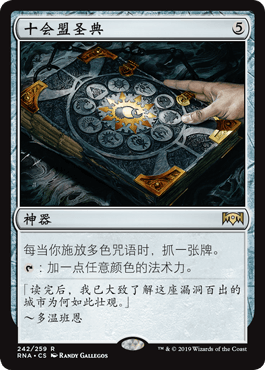 十会盟圣典 5
神器
每当你施放多色咒语时，抓一张牌。
：加一点任意颜色的法术力。
「读完后，我已大致了解这座漏洞百出的
城市为何如此壮观。」
～多温班恩
242/259 R
RNA • CS RANDY GALLEGOS
™ & © 2019 Wizards of the Coast